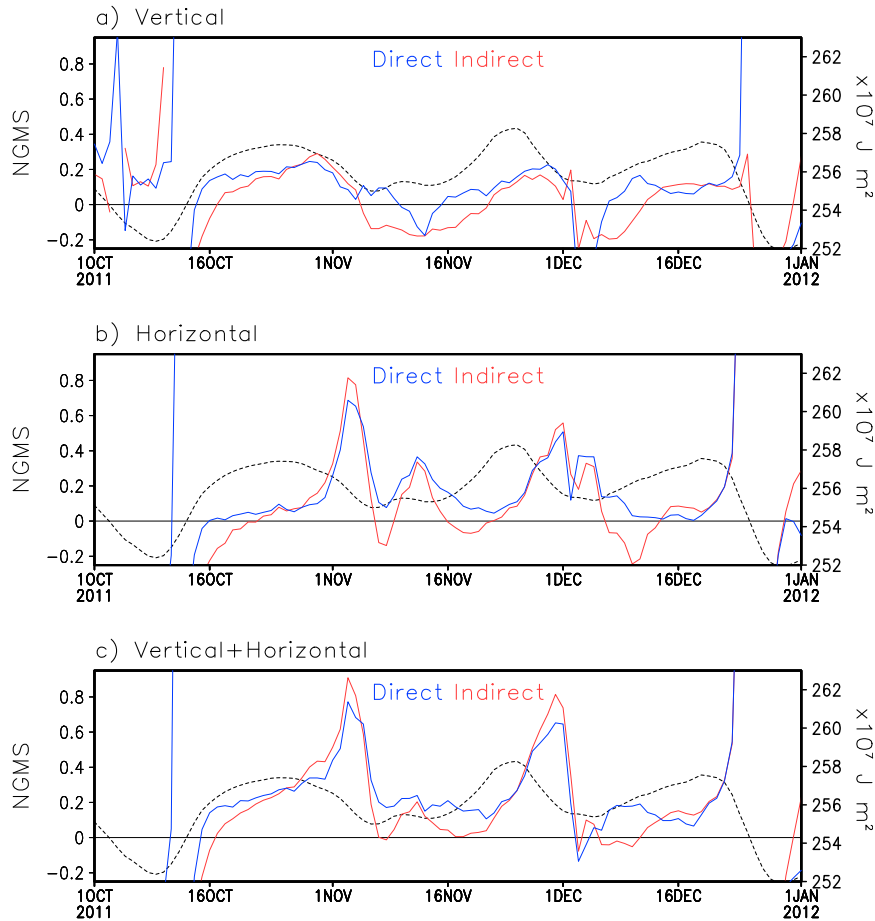 a) Vertical
Direct Indirect
NGMS
0.8
0.6
0.4
0.2
0
−0.2
262
260
258
256
254
252
x10⁷ J m²
1OCT
2011
16OCT
1NOV
16NOV
1DEC
16DEC
1JAN
2012
b) Horizontal
Direct Indirect
NGMS
0.8
0.6
0.4
0.2
0
−0.2
262
260
258
256
254
252
x10⁷ J m²
1OCT
2011
16OCT
1NOV
16NOV
1DEC
16DEC
1JAN
2012
c) Vertical+Horizontal
Direct Indirect
NGMS
0.8
0.6
0.4
0.2
0
−0.2
262
260
258
256
254
252
x10⁷ J m²
1OCT
2011
16OCT
1NOV
16NOV
1DEC
16DEC
1JAN
2012